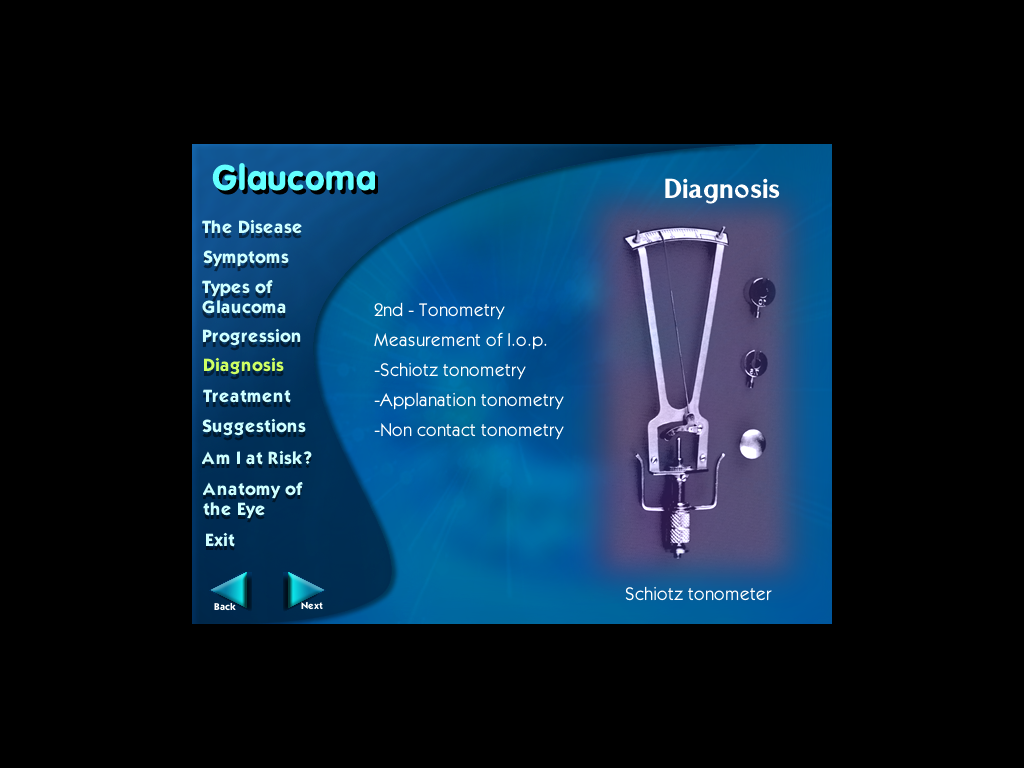 Glaucoma
Diagnosis
The Disease
Symptoms
Types of
Glaucoma
Progression
Diagnosis
Treatment
Suggestions
Am I at Risk?
Anatomy of
the Eye
Exit
Back
Next
2nd - Tonometry
Measurement of I.o.p.
-Schiotz tonometry
-Applanation tonometry
-Non contact tonometry
Schiotz tonometer